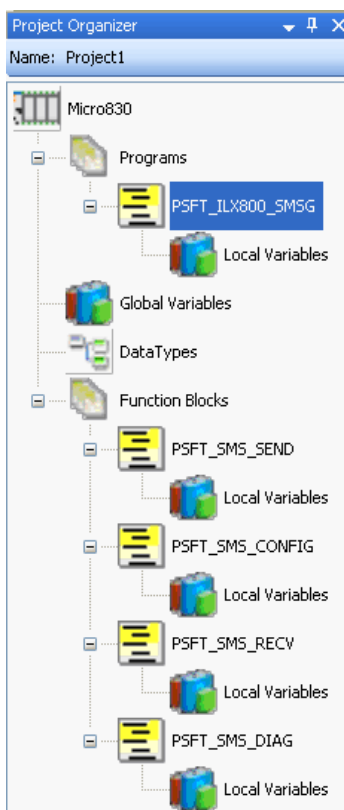 Project Organizer
Name: Project1
Micro830
Programs
PSFT_ILX800_SMSG
Local Variables
Global Variables
DataTypes
Function Blocks
PSFT_SMS_SEND
Local Variables
PSFT_SMS_CONFIG
Local Variables
PSFT_SMS_RECV
Local Variables
PSFT_SMS_DIAG
Local Variables